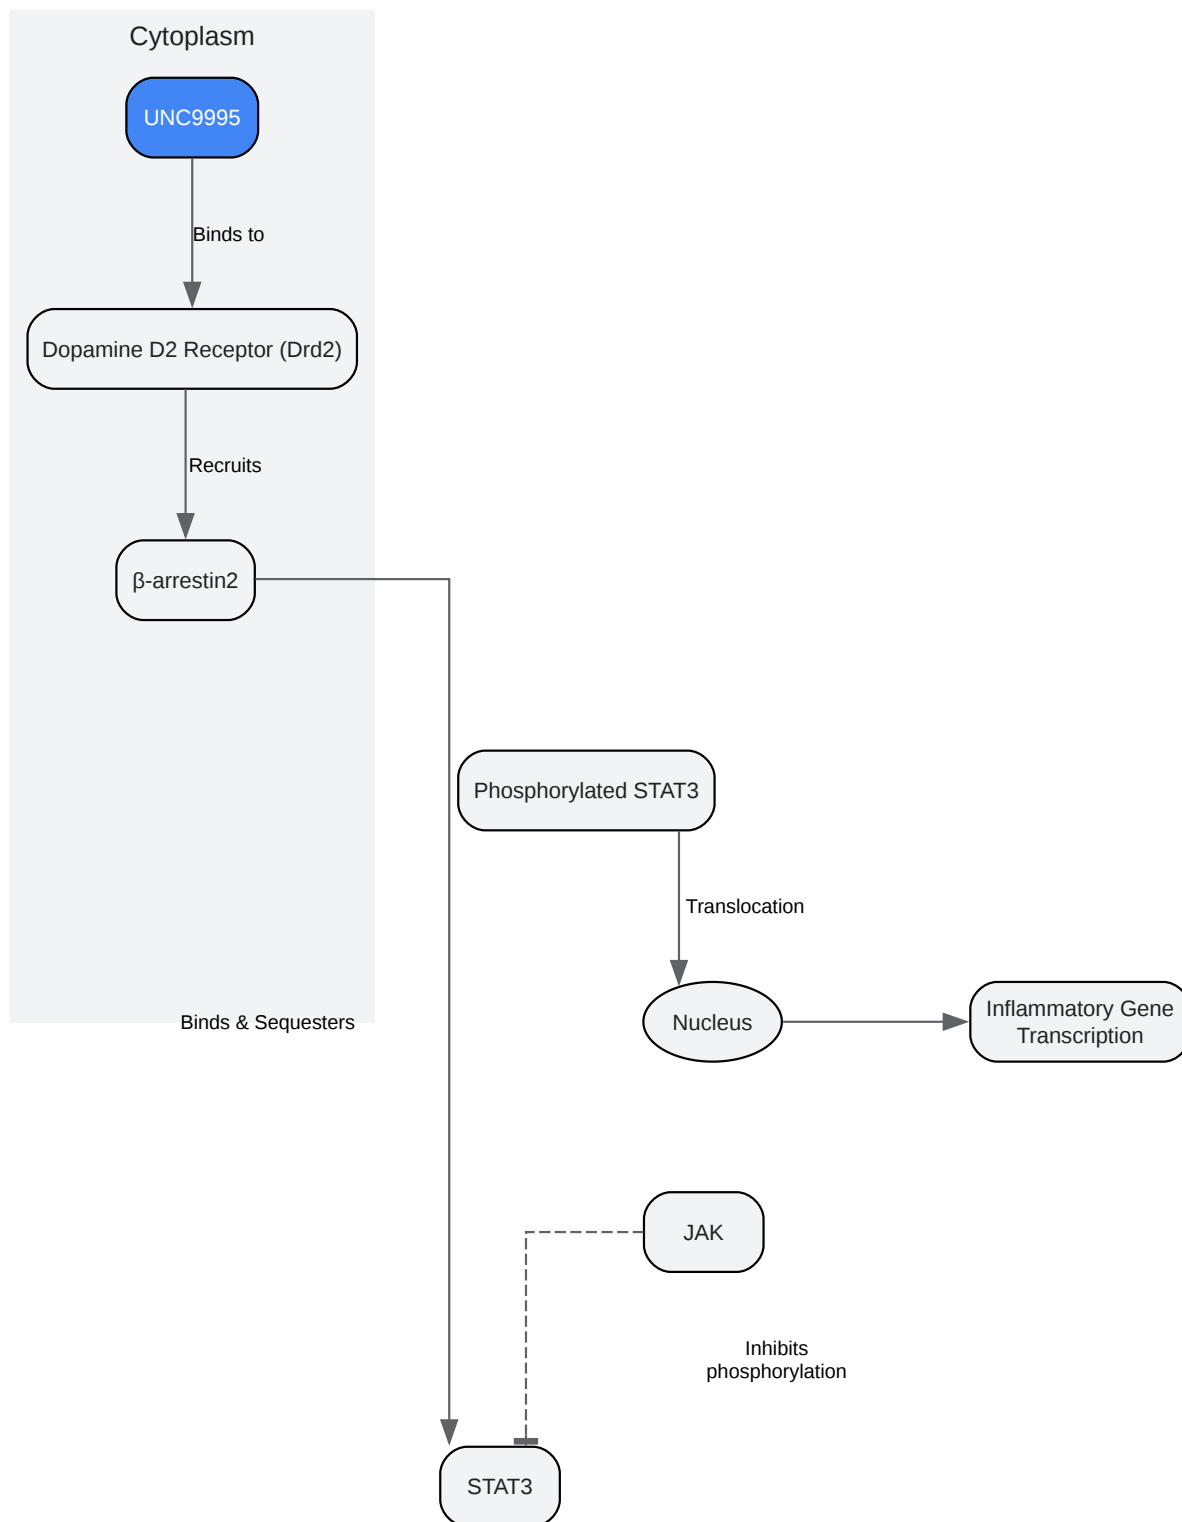 Cytoplasm
UNC9995
Binds to
Dopamine D2 Receptor (Drd2)
Recruits
β-arrestin2
Phosphorylated STAT3
Translocation
Binds & Sequesters
Nucleus
Inflammatory Gene
Transcription
JAK
Inhibits
phosphorylation
STAT3